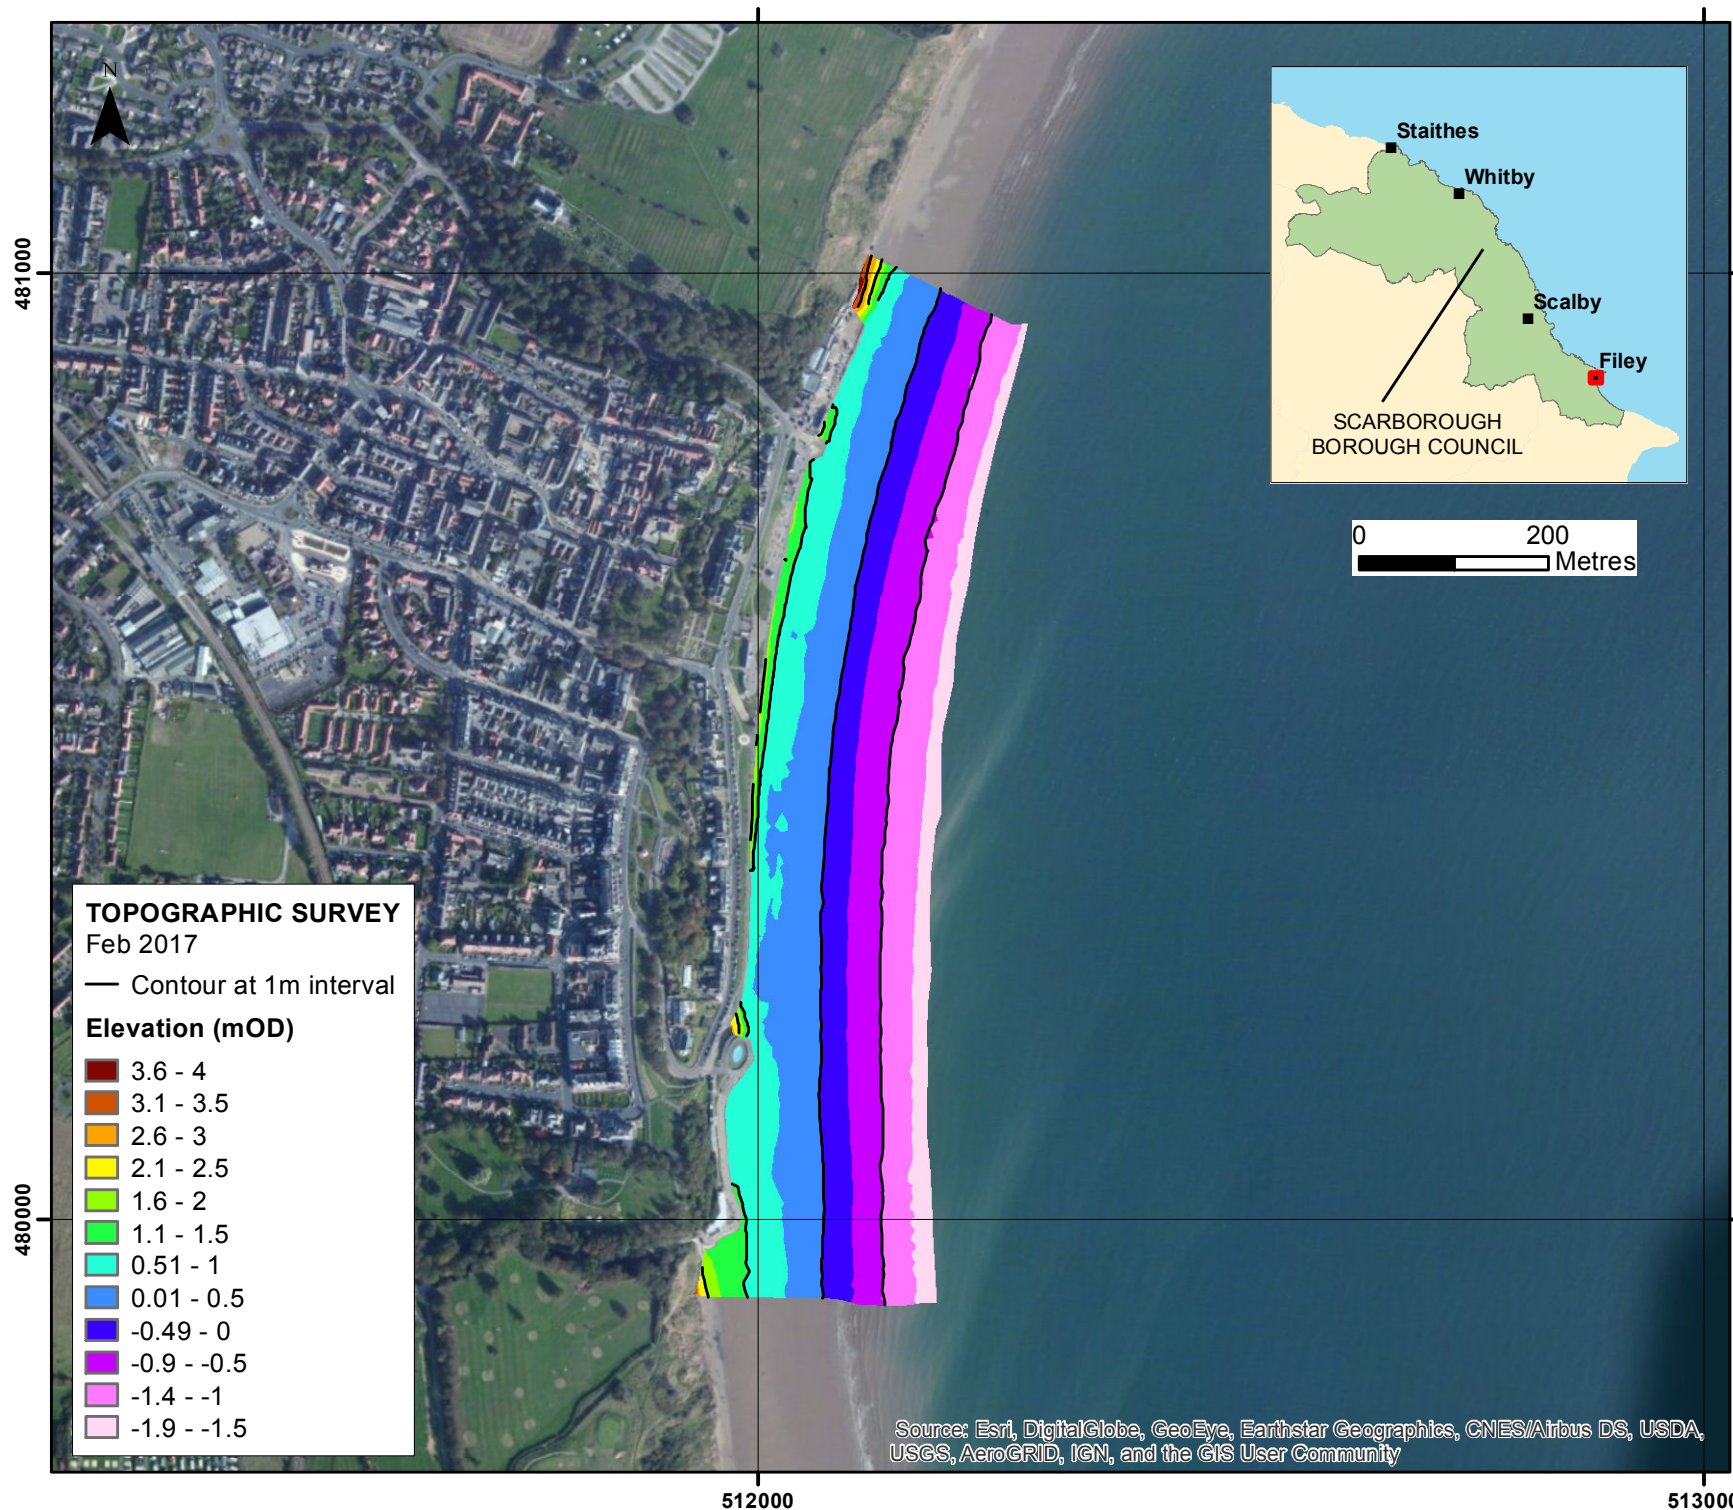 N
Staithes
Whitby
Scalby
Filey
SCARBOROUGH
BOROUGH COUNCIL
0 200
Metres
481000
480000
TOPOGRAPHIC SURVEY
Feb 2017
Contour at 1m interval
Elevation (mOD)
3.6 - 4
3.1 - 3.5
2.6 - 3
2.1 - 2.5
1.6 - 2
1.1 - 1.5
0.51 - 1
0.01 - 0.5
-0.49 - 0
-0.9 - -0.5
-1.4 - -1
-1.9 - -1.5
Source: Esri, DigitalGlobe, GeoEye, Earthstar Geographics, CNES/Airbus DS, USDA,
USGS, AeroGRID, IGN, and the GIS User Community
512000
51300